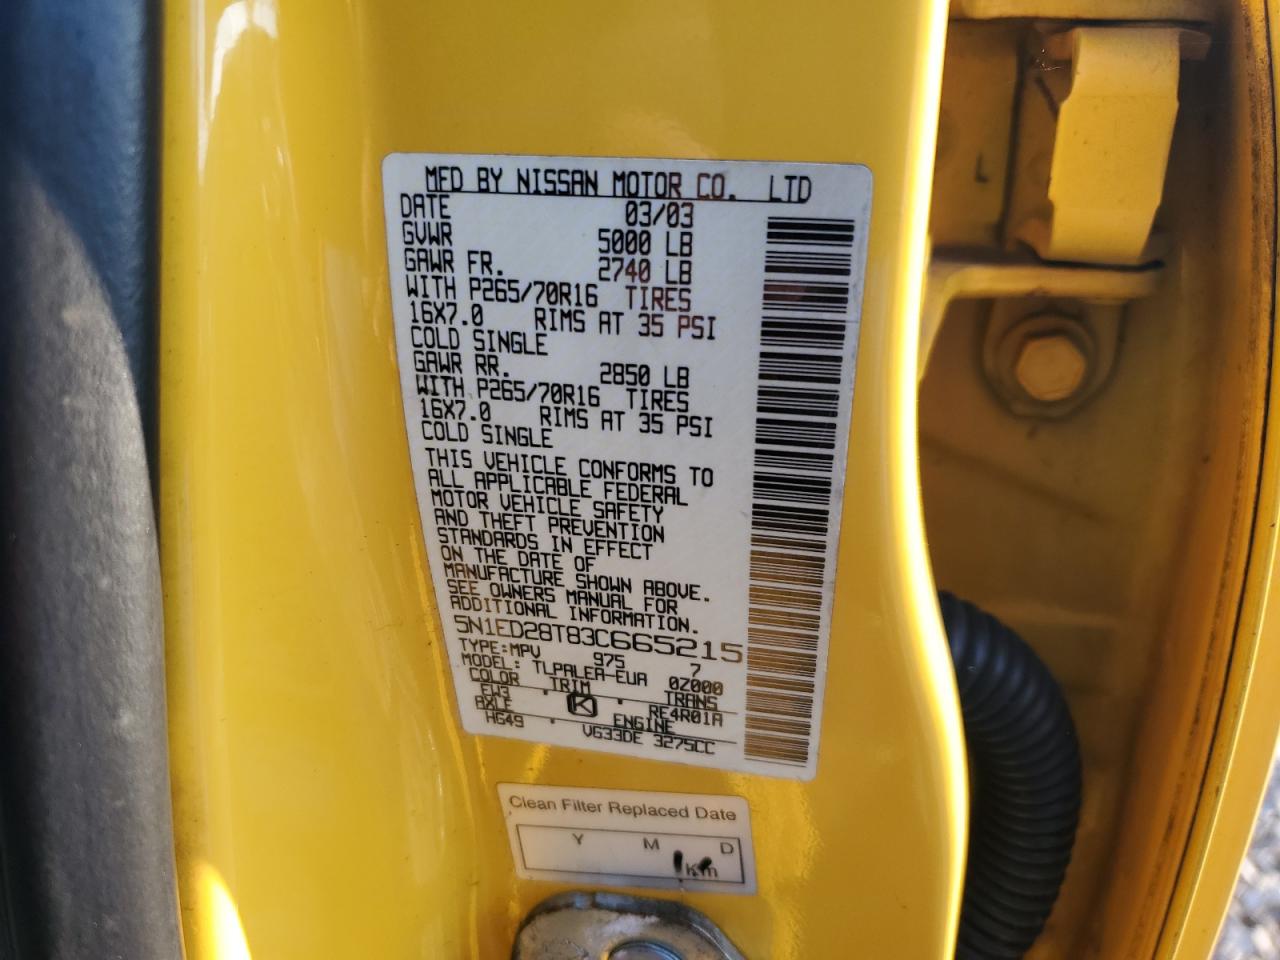 MFD BY NISSAN MOTOR CO. LTD
DATE 03/03
GVWR 5000 LB
GAWR FR. 2740 LB
WITH P265/70R16 TIRES
16X7.0 RIMS AT 35 PSI
COLD SINGLE
GAWR RR. 2850 LB
WITH P265/70R16 TIRES
16X7.0 RIMS AT 35 PSI
COLD SINGLE
THIS VEHICLE CONFORMS TO
ALL APPLICABLE FEDERAL
MOTOR VEHICLE SAFETY
AND THEFT PREVENTION
STANDARDS IN EFFECT
ON THE DATE OF
MANUFACTURE SHOWN ABOVE.
SEE OWNERS MANUAL FOR
ADDITIONAL INFORMATION.
5N1ED28T83C665215
TYPE:MPV 975 7
MODEL: TLPALEA-EUA 0Z000
COLOR TRIM TRANS
EW3 K RE4R01A
AXLE ENGINE
HG49 VG33DE 3275CC
Clean Filter Replaced Date
Y M D
Km